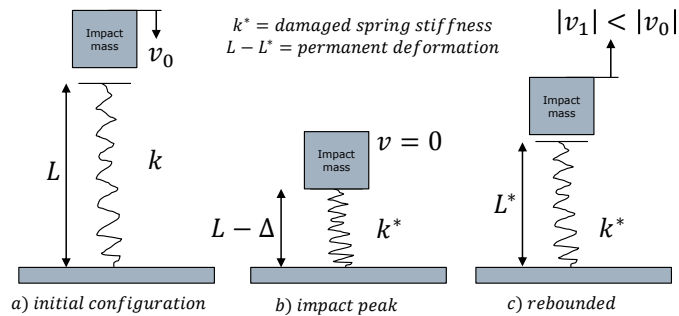 Impact
mass
v₀
L
k
a) initial configuration
k* = damaged spring stiffness
L − L* = permanent deformation
Impact
mass
v = 0
L − Δ
k*
b) impact peak
|v₁| < |v₀|
Impact
mass
L*
k*
c) rebounded